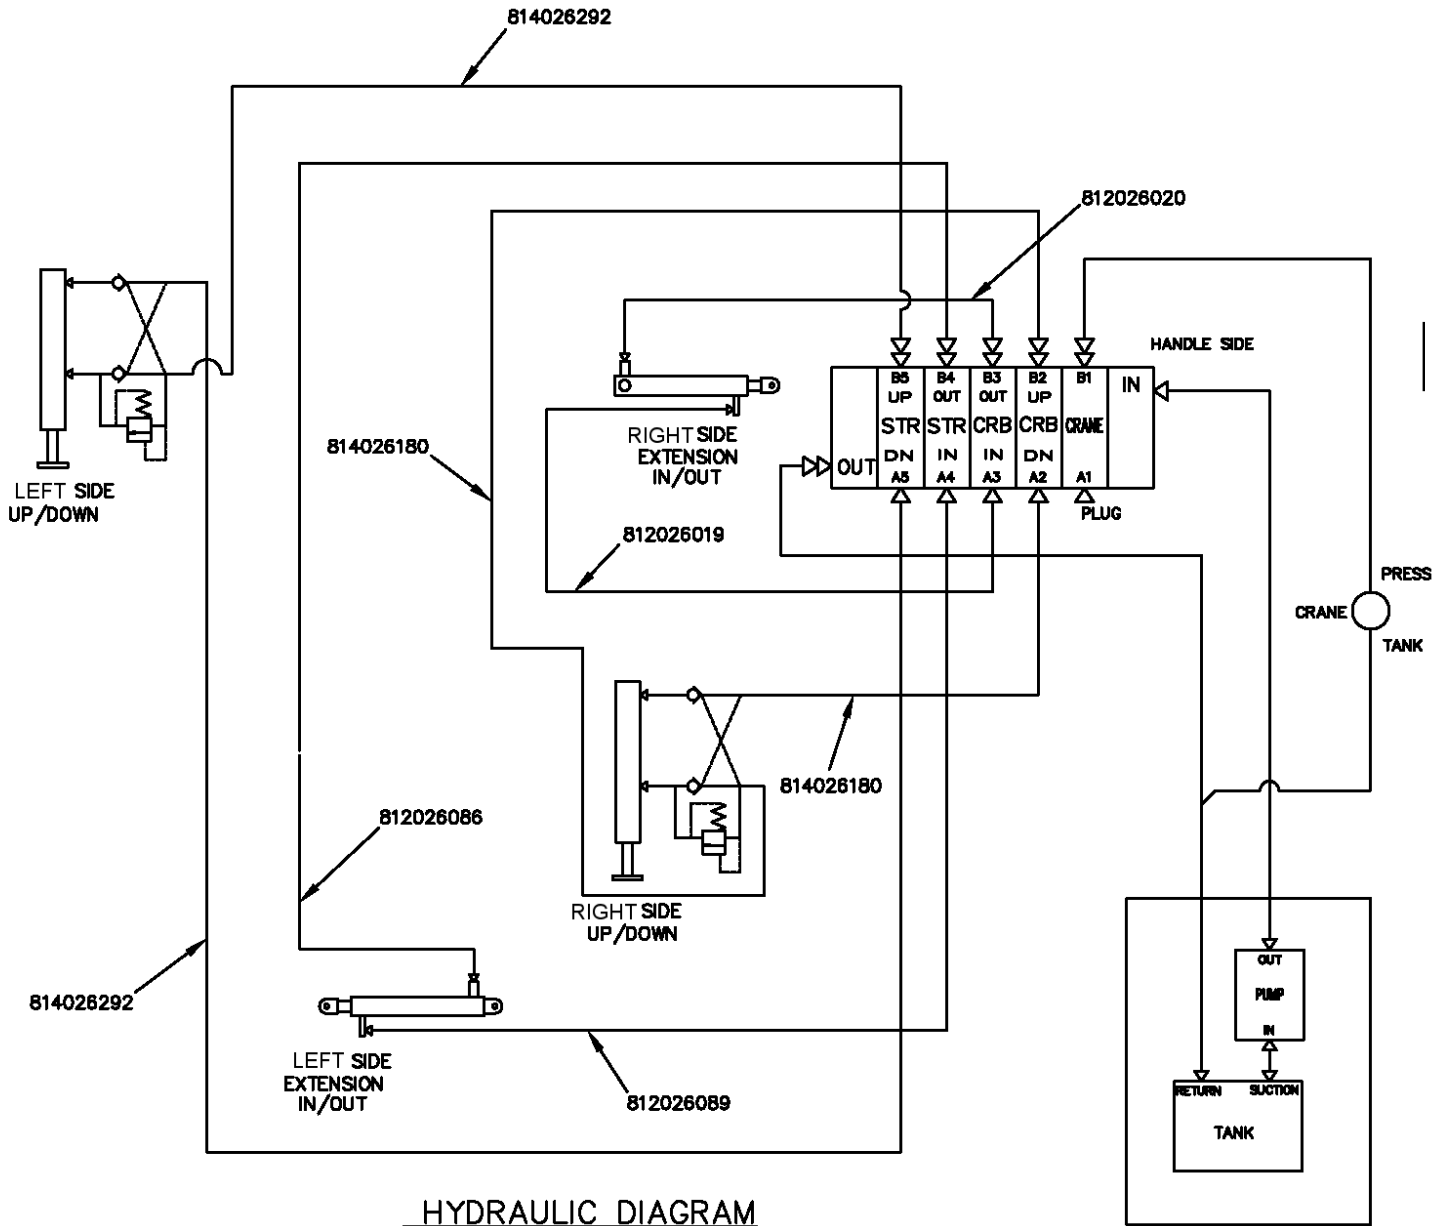 814026292
812026020
HANDLE SIDE
B5 B4 B3 B2 B1
UP OUT OUT UP
IN
STR STR CRB CRB CRANE
OUT
DN IN IN DN
A5 A4 A3 A2 A1
PLUG
RIGHT SIDE
EXTENSION
IN/OUT
814026180
LEFT SIDE
UP/DOWN
812026019
PRESS
CRANE
TANK
814026180
812026086
RIGHT SIDE
UP/DOWN
814026292
LEFT SIDE
EXTENSION
IN/OUT
812026089
OUT
PUMP
IN
RETURN SUCTION
TANK
HYDRAULIC DIAGRAM